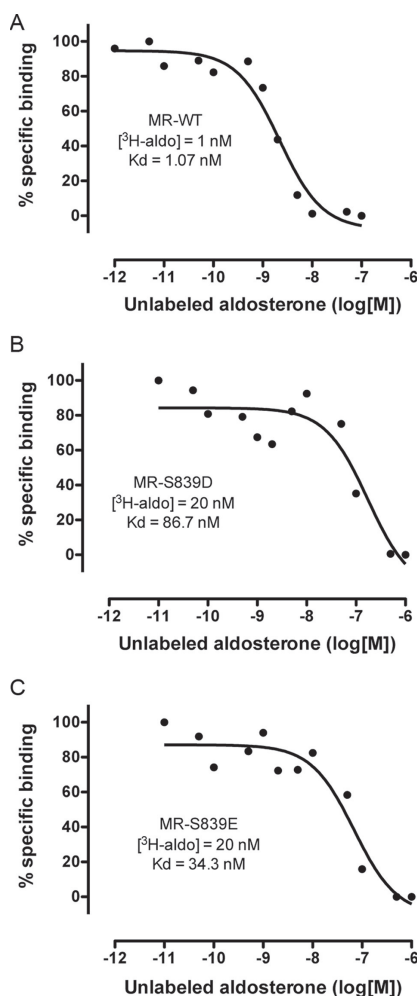 A
100
80
60
40
20
0
% specific binding
MR-WT
[³H-aldo] = 1 nM
Kd = 1.07 nM
-12 -11 -10 -9 -8 -7 -6
Unlabeled aldosterone (log[M])
B
100
80
60
40
20
0
% specific binding
MR-S839D
[³H-aldo] = 20 nM
Kd = 86.7 nM
-12 -11 -10 -9 -8 -7 -6
Unlabeled aldosterone (log[M])
C
100
80
60
40
20
0
% specific binding
MR-S839E
[³H-aldo] = 20 nM
Kd = 34.3 nM
-12 -11 -10 -9 -8 -7 -6
Unlabeled aldosterone (log[M])